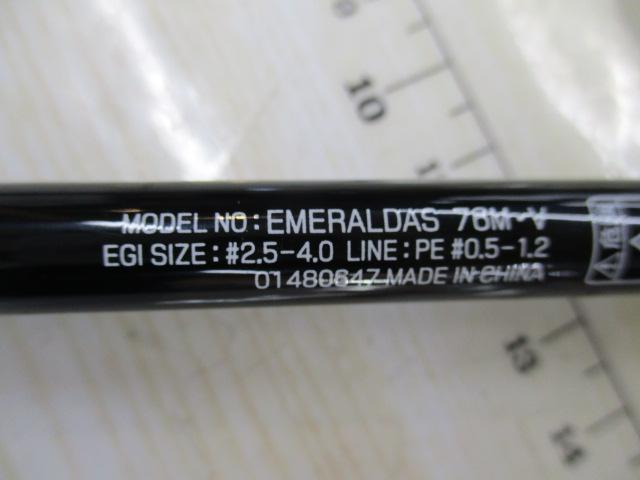 10
MODEL NO : EMERALDAS 76M・V
EGI SIZE : #2.5-4.0 LINE : PE #0.5-1.2
01480647 MADE IN CHINA
13
14